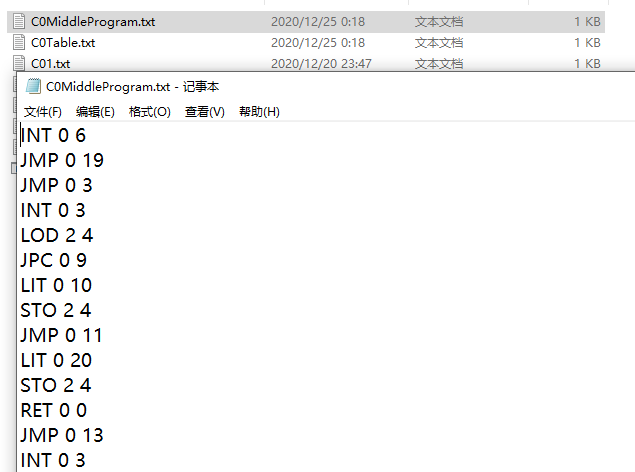 C0MiddleProgram.txt 2020/12/25 0:18 文本文档 1 KB
C0Table.txt 2020/12/25 0:18 文本文档 1 KB
C01.txt 2020/12/20 23:47 文本文档 1 KB
C0MiddleProgram.txt - 记事本
文件(F) 编辑(E) 格式(O) 查看(V) 帮助(H)
INT 0 6
JMP 0 19
JMP 0 3
INT 0 3
LOD 2 4
JPC 0 9
LIT 0 10
STO 2 4
JMP 0 11
LIT 0 20
STO 2 4
RET 0 0
JMP 0 13
INT 0 3